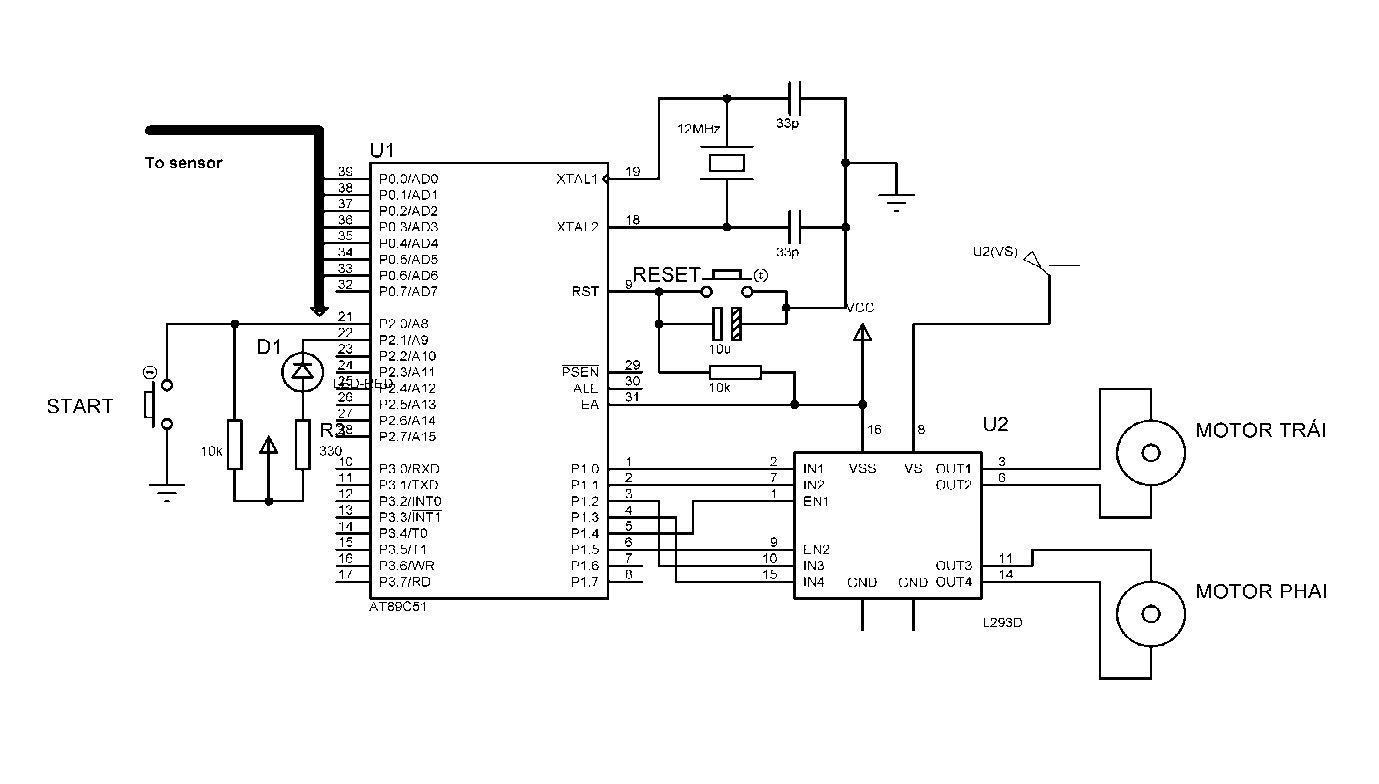 To sensor
U1
39 P0.0/AD0
38 P0.1/AD1
37 P0.2/AD2
36 P0.3/AD3
35 P0.4/AD4
34 P0.5/AD5
33 P0.6/AD6
32 P0.7/AD7
21 P2.0/A8
22 P2.1/A9
23 P2.2/A10
24 P2.3/A11
25 P2.4/A12
26 P2.5/A13
27 P2.6/A14
28 P2.7/A15
10 P3.0/RXD
11 P3.1/TXD
12 P3.2/INT0
13 P3.3/INT1
14 P3.4/T0
15 P3.5/T1
16 P3.6/WR
17 P3.7/RD
AT89C51
XTAL1 19
XTAL2 18
RST 9
PSEN 29
ALE 30
EA 31
P1.0 1
P1.1 2
P1.2 3
P1.3 4
P1.4 5
P1.5 6
P1.6 7
P1.7 8
12MHz
33p
33p
RESET
10u
10k
VCC
START
D1
LED-RED
10k
330
U2(VS)
U2
16
8
VSS
VS
2 IN1
7 IN2
1 EN1
9 EN2
10 IN3
15 IN4
OUT1 3
OUT2 6
OUT3 11
OUT4 14
GND
GND
L293D
MOTOR TRÁI
MOTOR PHAI